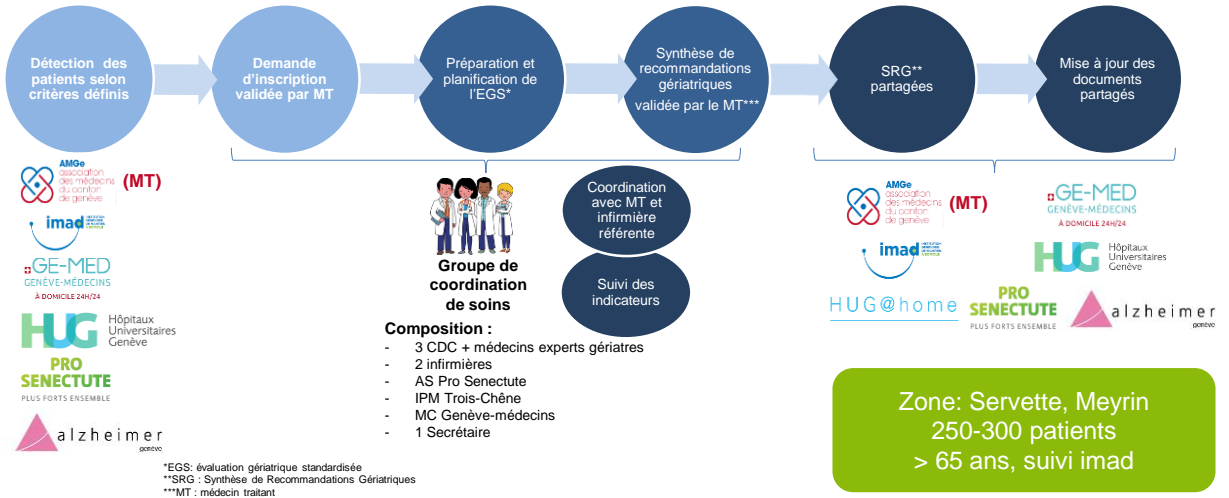 Détection des
patients selon
critères définis
Demande
d'inscription
validée par MT
Préparation et
planification de
l'EGS*
Synthèse de
recommandations
gériatriques
validée par le MT***
SRG**
partagées
Mise à jour des
documents
partagés
AMGe
association
des médecins
du canton
de genève
(MT)
imad
GE-MED
GENÈVE-MÉDECINS
À DOMICILE 24H/24
HUG
Hôpitaux
Universitaires
Genève
PRO
SENECTUTE
PLUS FORTS ENSEMBLE
alzheimer
genève
Groupe de
coordination
de soins
Coordination
avec MT et
infirmière
référente
Suivi des
indicateurs
Composition :
- 3 CDC + médecins experts gériatres
- 2 infirmières
- AS Pro Senectute
- IPM Trois-Chêne
- MC Genève-médecins
- 1 Secrétaire
AMGe
association
des médecins
du canton
de genève
(MT)
GE-MED
GENÈVE-MÉDECINS
À DOMICILE 24H/24
imad
HUG
Hôpitaux
Universitaires
Genève
HUG@home
PRO
SENECTUTE
PLUS FORTS ENSEMBLE
alzheimer
genève
Zone: Servette, Meyrin
250-300 patients
> 65 ans, suivi imad
*EGS: évaluation gériatrique standardisée
**SRG : Synthèse de Recommandations Gériatriques
***MT : médecin traitant